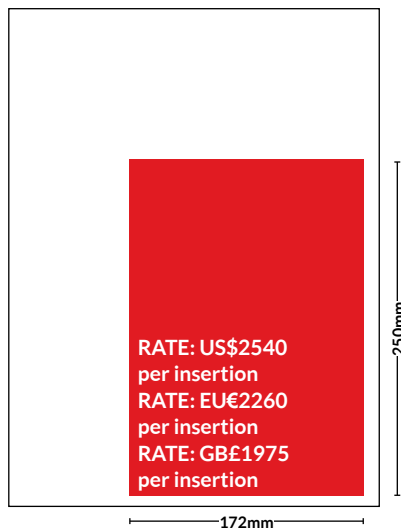 RATE: US$2540
per insertion
RATE: EU€2260
per insertion
RATE: GB£1975
per insertion
250mm
172mm